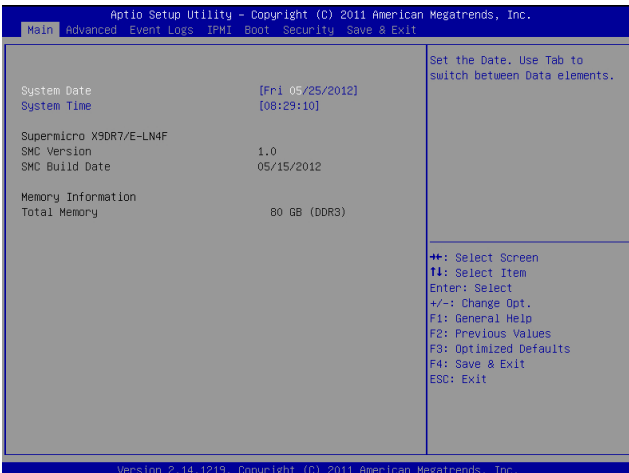 Aptio Setup Utility - Copyright (C) 2011 American Megatrends, Inc.
Main Advanced Event Logs IPMI Boot Security Save & Exit
System Date [Fri 05/25/2012]
System Time [08:29:10]
Supermicro X9DR7/E-LN4F
SMC Version 1.0
SMC Build Date 05/15/2012
Memory Information
Total Memory 80 GB (DDR3)
Set the Date. Use Tab to
switch between Data elements.
→←: Select Screen
↑↓: Select Item
Enter: Select
+/-: Change Opt.
F1: General Help
F2: Previous Values
F3: Optimized Defaults
F4: Save & Exit
ESC: Exit
Version 2.14.1219. Copyright (C) 2011 American Megatrends, Inc.